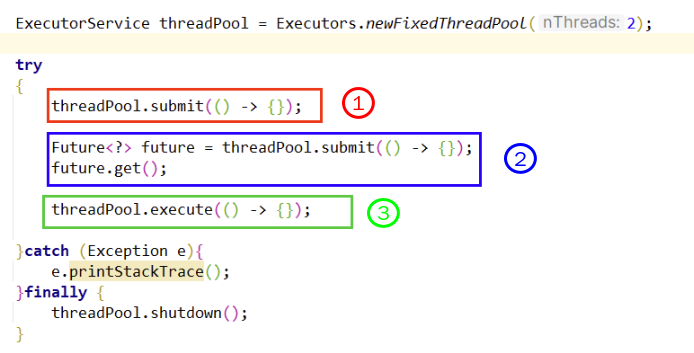 ExecutorService threadPool = Executors.newFixedThreadPool( nThreads: 2);
try
{
threadPool.submit(() -> {});
1
Future<?> future = threadPool.submit(() -> {});
future.get();
2
threadPool.execute(() -> {});
3
}catch (Exception e){
e.printStackTrace();
}finally {
threadPool.shutdown();
}